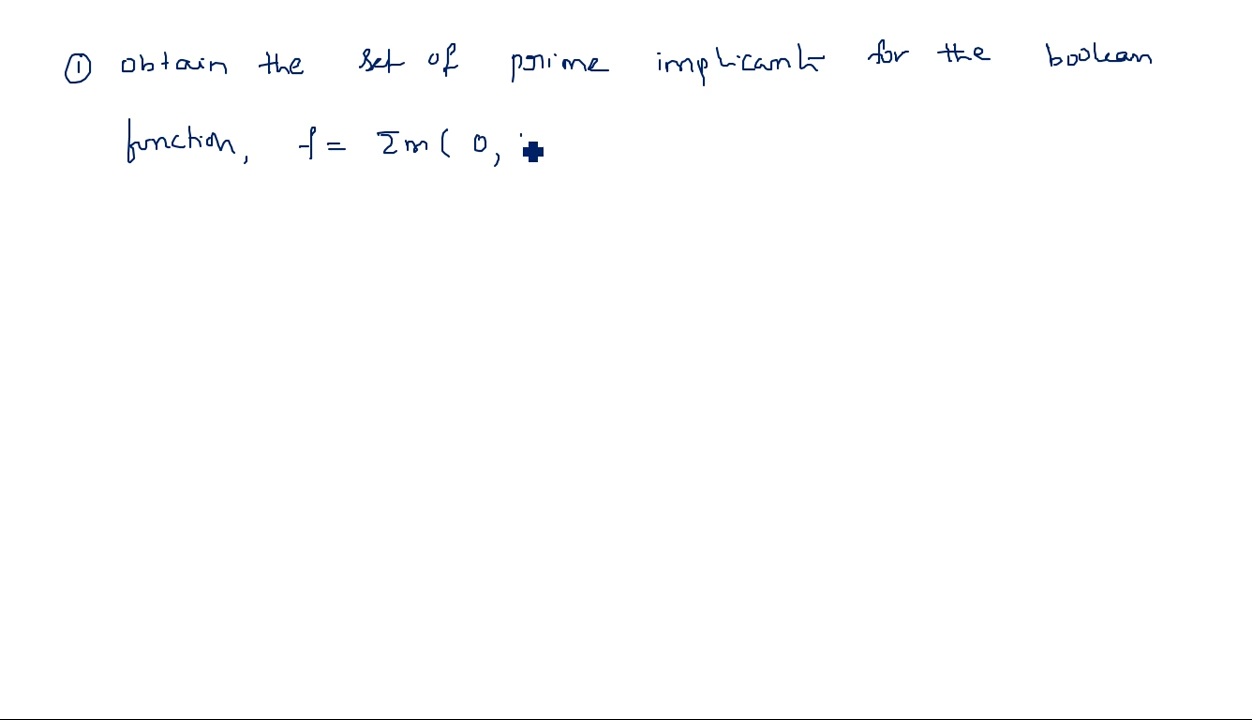 ① obtain the set of prime implicants for the boolean
function, f = Σm( 0,